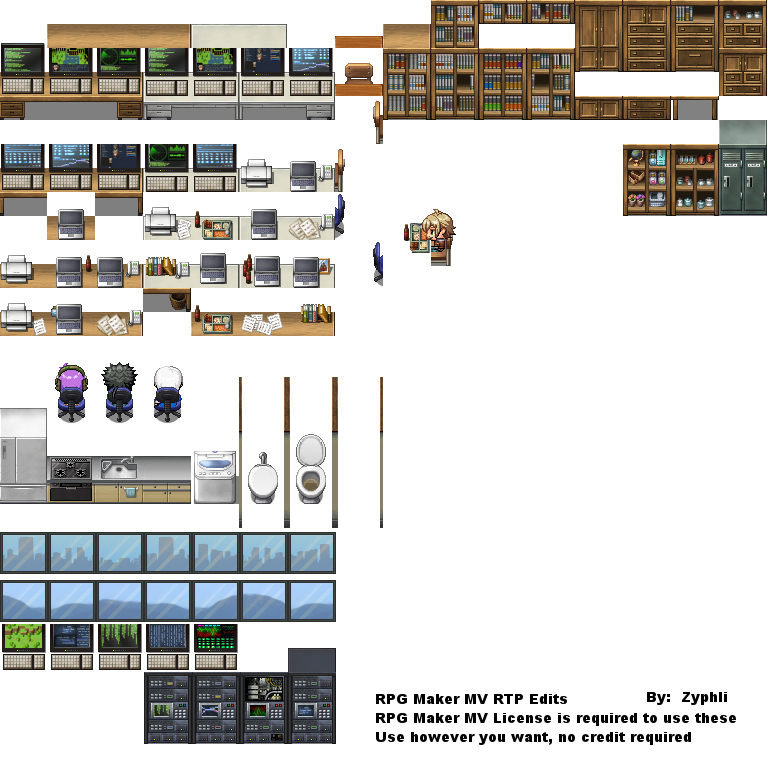 RPG Maker MV RTP Edits By: Zyphli
RPG Maker MV License is required to use these
Use however you want, no credit required